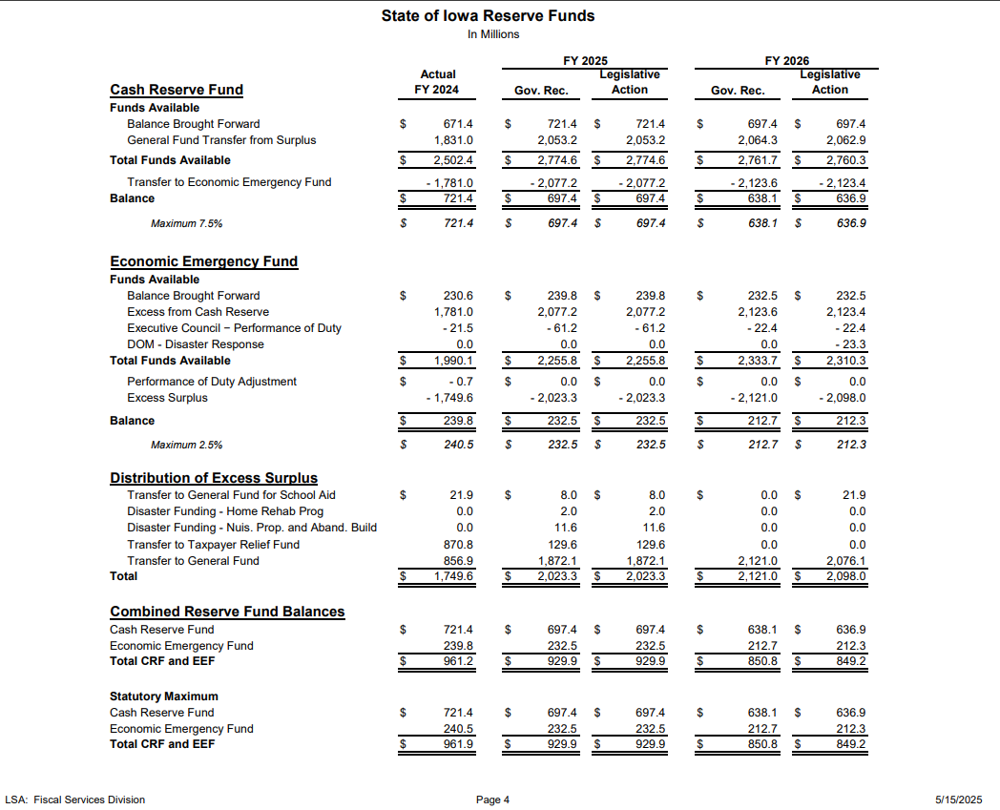 State of Iowa Reserve Funds
In Millions
FY 2025 FY 2026
Actual Legislative Legislative
Cash Reserve Fund FY 2024 Gov. Rec. Action Gov. Rec. Action
Funds Available
Balance Brought Forward $ 671.4 $ 721.4 $ 721.4 $ 697.4 $ 697.4
General Fund Transfer from Surplus 1,831.0 2,053.2 2,053.2 2,064.3 2,062.9
Total Funds Available $ 2,502.4 $ 2,774.6 $ 2,774.6 $ 2,761.7 $ 2,760.3
Transfer to Economic Emergency Fund - 1,781.0 - 2,077.2 - 2,077.2 - 2,123.6 - 2,123.4
Balance $ 721.4 $ 697.4 $ 697.4 $ 638.1 $ 636.9
Maximum 7.5% $ 721.4 $ 697.4 $ 697.4 $ 638.1 $ 636.9
Economic Emergency Fund
Funds Available
Balance Brought Forward $ 230.6 $ 239.8 $ 239.8 $ 232.5 $ 232.5
Excess from Cash Reserve 1,781.0 2,077.2 2,077.2 2,123.6 2,123.4
Executive Council − Performance of Duty - 21.5 - 61.2 - 61.2 - 22.4 - 22.4
DOM - Disaster Response 0.0 0.0 0.0 0.0 - 23.3
Total Funds Available $ 1,990.1 $ 2,255.8 $ 2,255.8 $ 2,333.7 $ 2,310.3
Performance of Duty Adjustment $ - 0.7 $ 0.0 $ 0.0 $ 0.0 $ 0.0
Excess Surplus - 1,749.6 - 2,023.3 - 2,023.3 - 2,121.0 - 2,098.0
Balance $ 239.8 $ 232.5 $ 232.5 $ 212.7 $ 212.3
Maximum 2.5% $ 240.5 $ 232.5 $ 232.5 $ 212.7 $ 212.3
Distribution of Excess Surplus
Transfer to General Fund for School Aid $ 21.9 $ 8.0 $ 8.0 $ 0.0 $ 21.9
Disaster Funding - Home Rehab Prog 0.0 2.0 2.0 0.0 0.0
Disaster Funding - Nuis. Prop. and Aband. Build 0.0 11.6 11.6 0.0 0.0
Transfer to Taxpayer Relief Fund 870.8 129.6 129.6 0.0 0.0
Transfer to General Fund 856.9 1,872.1 1,872.1 2,121.0 2,076.1
Total $ 1,749.6 $ 2,023.3 $ 2,023.3 $ 2,121.0 $ 2,098.0
Combined Reserve Fund Balances
Cash Reserve Fund $ 721.4 $ 697.4 $ 697.4 $ 638.1 $ 636.9
Economic Emergency Fund 239.8 232.5 232.5 212.7 212.3
Total CRF and EEF $ 961.2 $ 929.9 $ 929.9 $ 850.8 $ 849.2
Statutory Maximum
Cash Reserve Fund $ 721.4 $ 697.4 $ 697.4 $ 638.1 $ 636.9
Economic Emergency Fund 240.5 232.5 232.5 212.7 212.3
Total CRF and EEF $ 961.9 $ 929.9 $ 929.9 $ 850.8 $ 849.2
LSA: Fiscal Services Division Page 4 5/15/2025